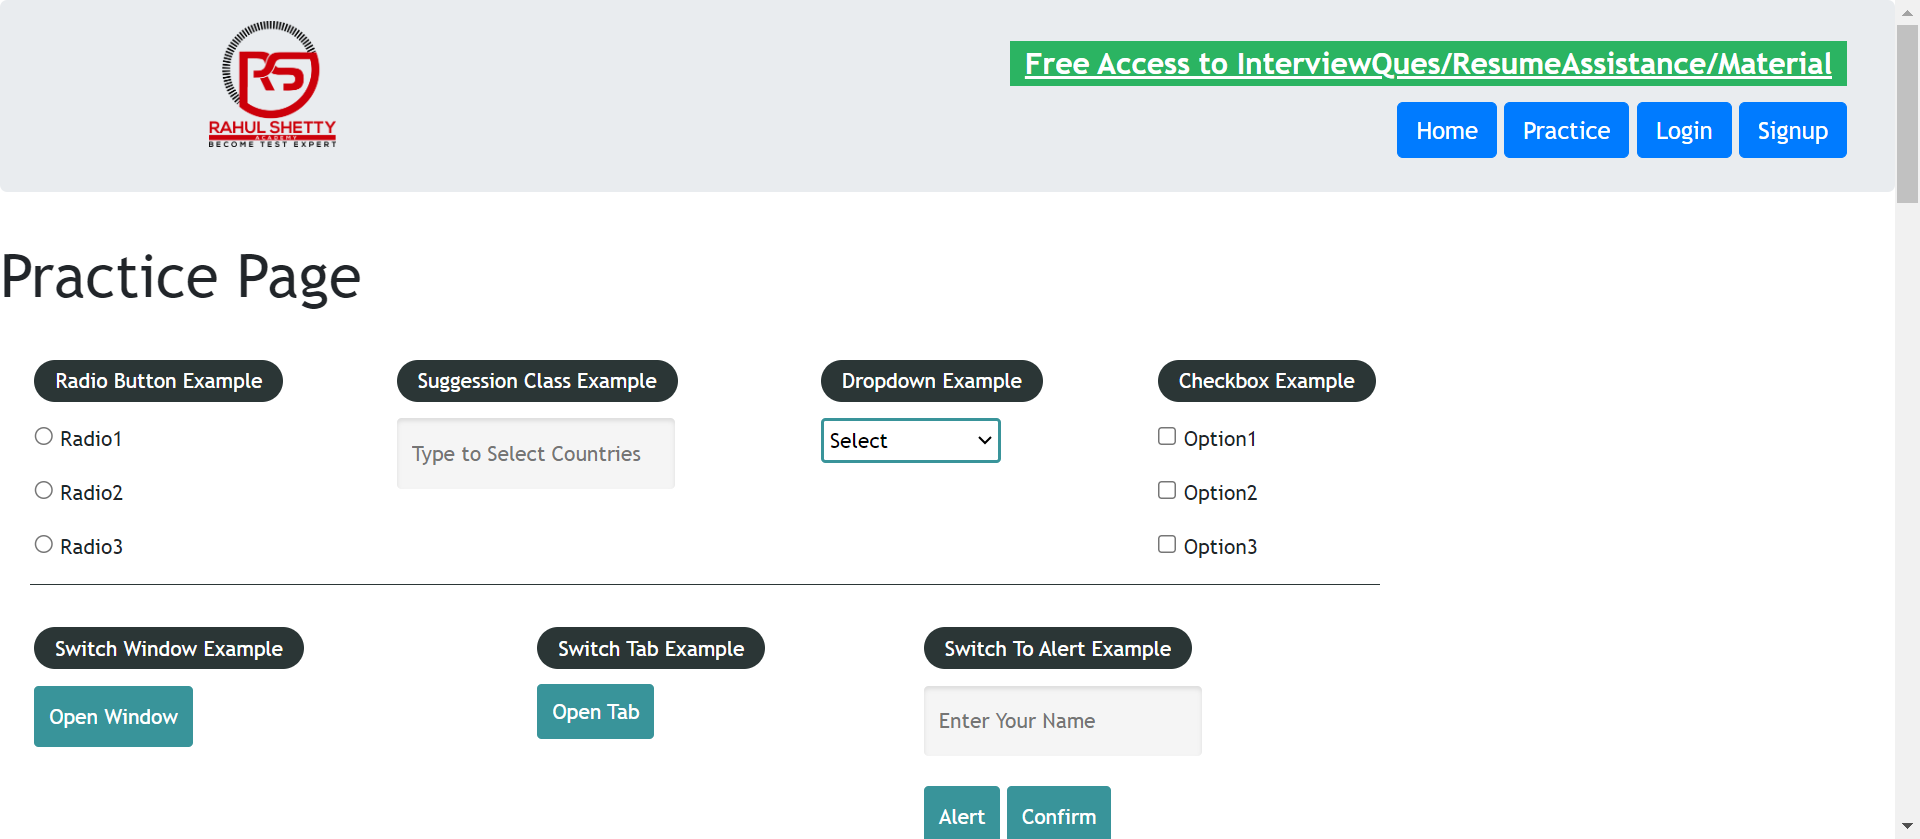 RAHUL SHETTY
ACADEMY
BECOME TEST EXPERT
Free Access to InterviewQues/ResumeAssistance/Material
Home Practice Login Signup
Practice Page
Radio Button Example
Radio1
Radio2
Radio3
Suggession Class Example
Type to Select Countries
Dropdown Example
Select
Checkbox Example
Option1
Option2
Option3
Switch Window Example
Open Window
Switch Tab Example
Open Tab
Switch To Alert Example
Enter Your Name
Alert Confirm